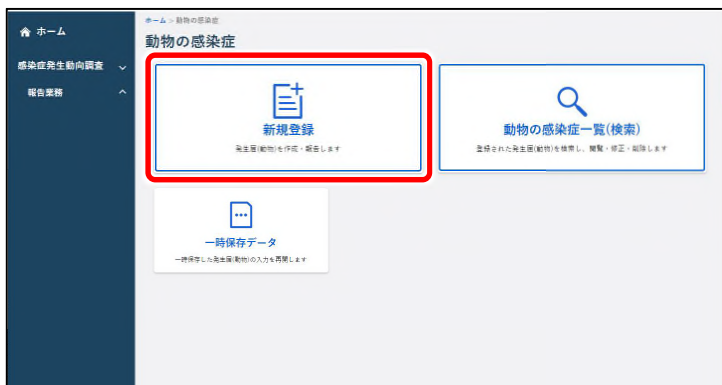 ホーム
感染症発生動向調査
報告業務
ホーム > 動物の感染症
動物の感染症
新規登録
発生届(動物)を作成・報告します
動物の感染症一覧(検索)
登録された発生届(動物)を検索し、閲覧・修正・削除します
一時保存データ
一時保存した発生届(動物)の入力を再開します